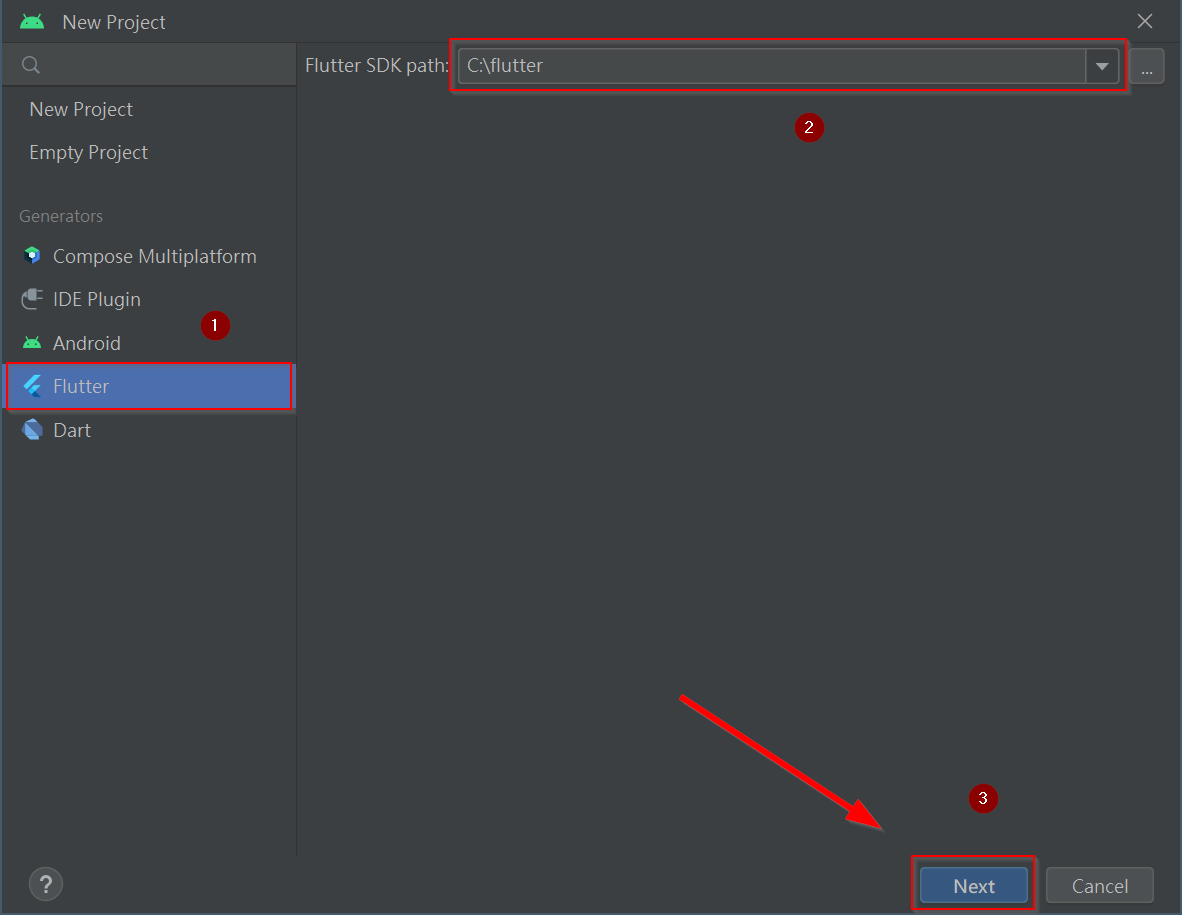 New Project
Flutter SDK path: C:\flutter ...
2
New Project
Empty Project
Generators
Compose Multiplatform
IDE Plugin
1
Android
Flutter
Dart
3
? Next Cancel